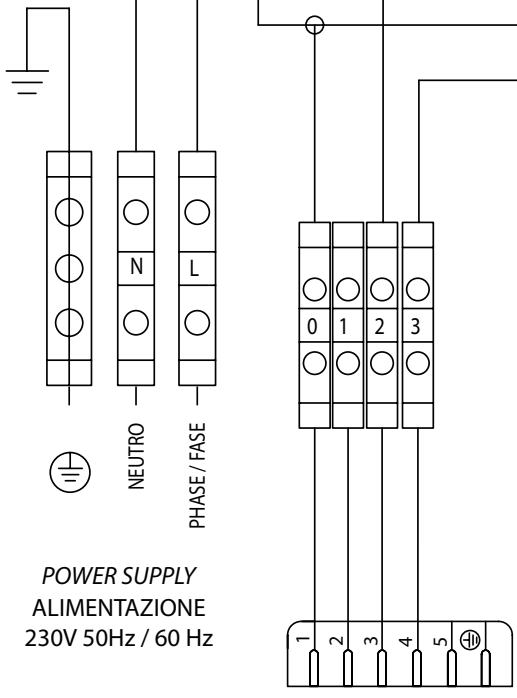 N
L
0 1 2 3
NEUTRO
PHASE / FASE
POWER SUPPLY
ALIMENTAZIONE
230V 50Hz / 60 Hz
1 2 3 4 5